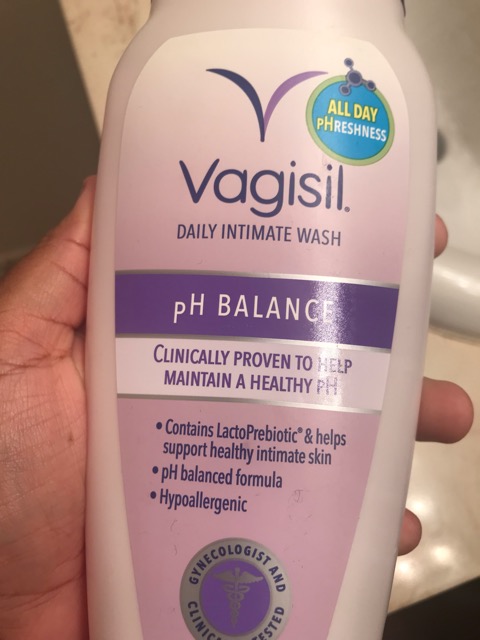 ALL DAY
pHRESHNESS
Vagisil.
DAILY INTIMATE WASH
pH BALANCE
CLINICALLY PROVEN TO HELP
MAINTAIN A HEALTHY pH
• Contains LactoPrebiotic® & helps
support healthy intimate skin
• pH balanced formula
• Hypoallergenic
GYNECOLOGIST AND
TESTED